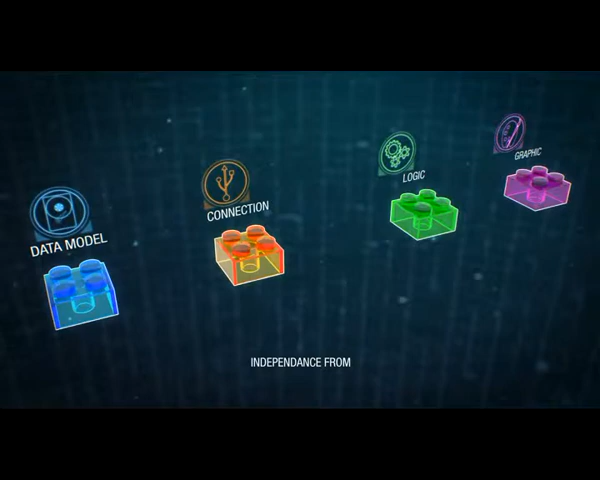 DATA MODEL
CONNECTION
LOGIC
GRAPHIC
INDEPENDANCE FROM